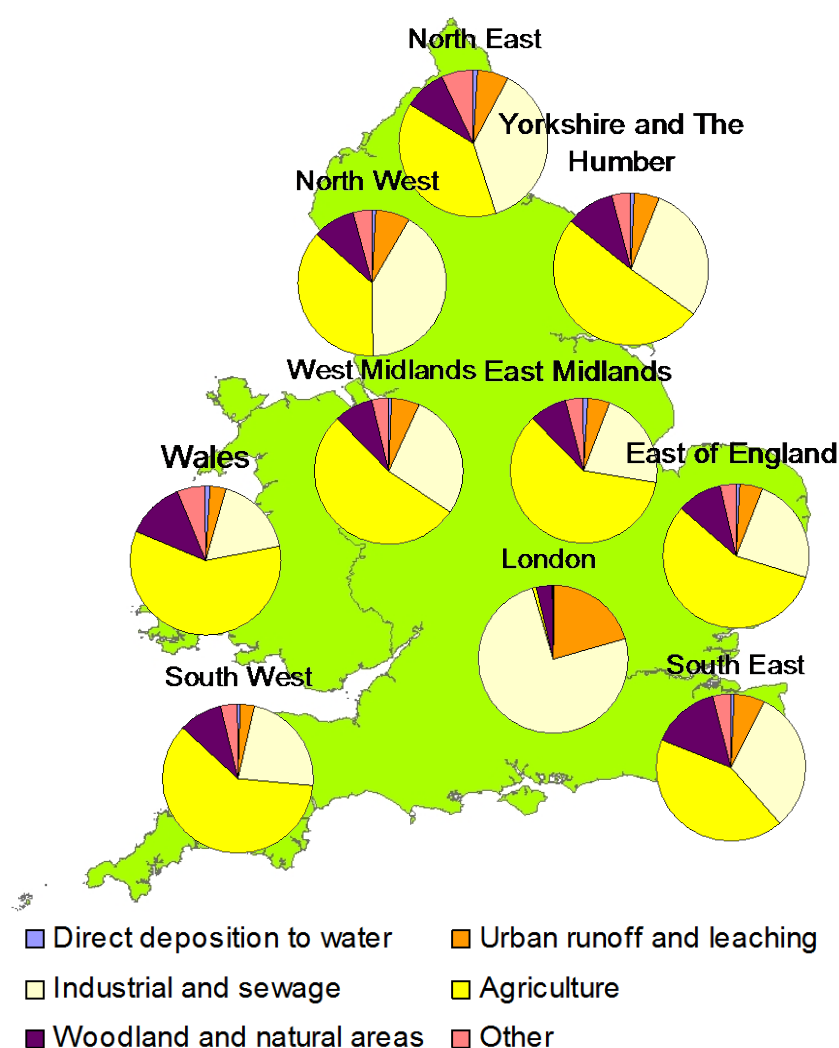 North East
Yorkshire and The
Humber
North West
West Midlands
East Midlands
Wales
East of England
London
South West
South East
Direct deposition to water
Urban runoff and leaching
Industrial and sewage
Agriculture
Woodland and natural areas
Other